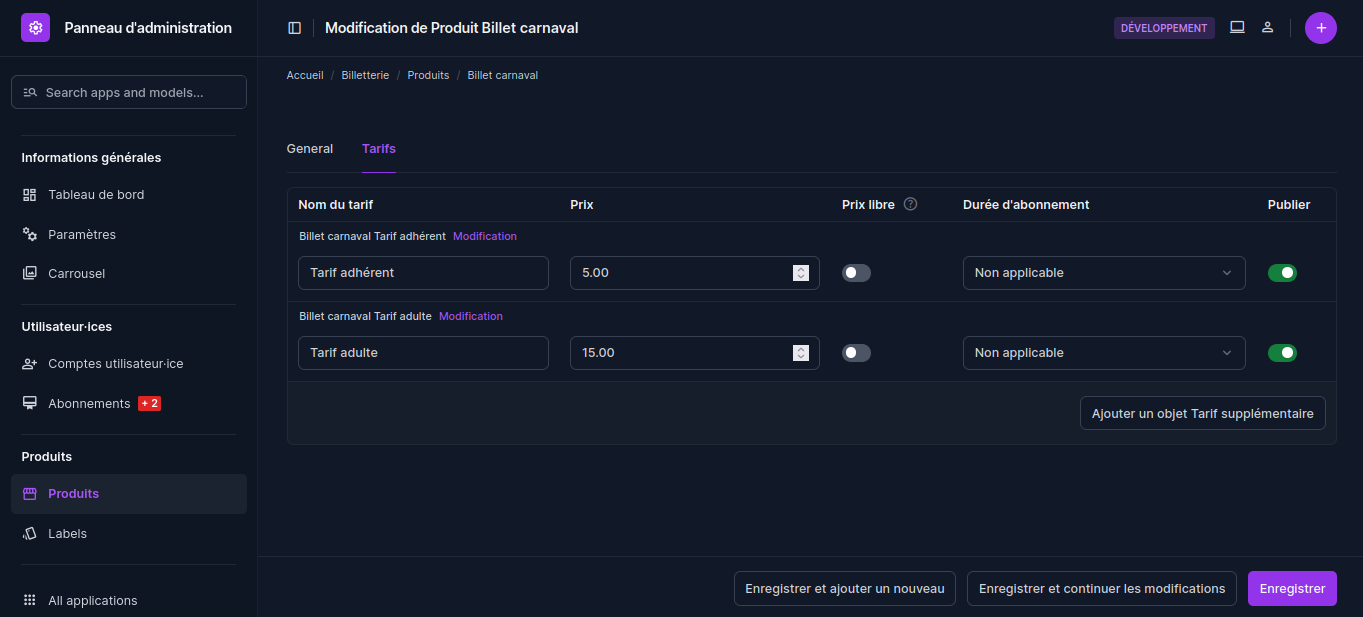 Panneau d'administration
Search apps and models...
Informations générales
Tableau de bord
Paramètres
Carrousel
Utilisateur·ices
Comptes utilisateur·ice
Abonnements + 2
Produits
Produits
Labels
All applications
Modification de Produit Billet carnaval
DÉVELOPPEMENT
Accueil / Billetterie / Produits / Billet carnaval
General Tarifs
Nom du tarif Prix Prix libre ? Durée d'abonnement Publier
Billet carnaval Tarif adhérent Modification
Tarif adhérent 5.00 Non applicable
Billet carnaval Tarif adulte Modification
Tarif adulte 15.00 Non applicable
Ajouter un objet Tarif supplémentaire
Enregistrer et ajouter un nouveau Enregistrer et continuer les modifications Enregistrer